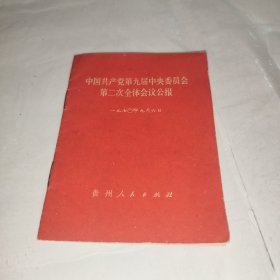 中国共产党第九届中央委员会
第二次全体会议公报
一九七〇年九月六日
贵州人民出版社